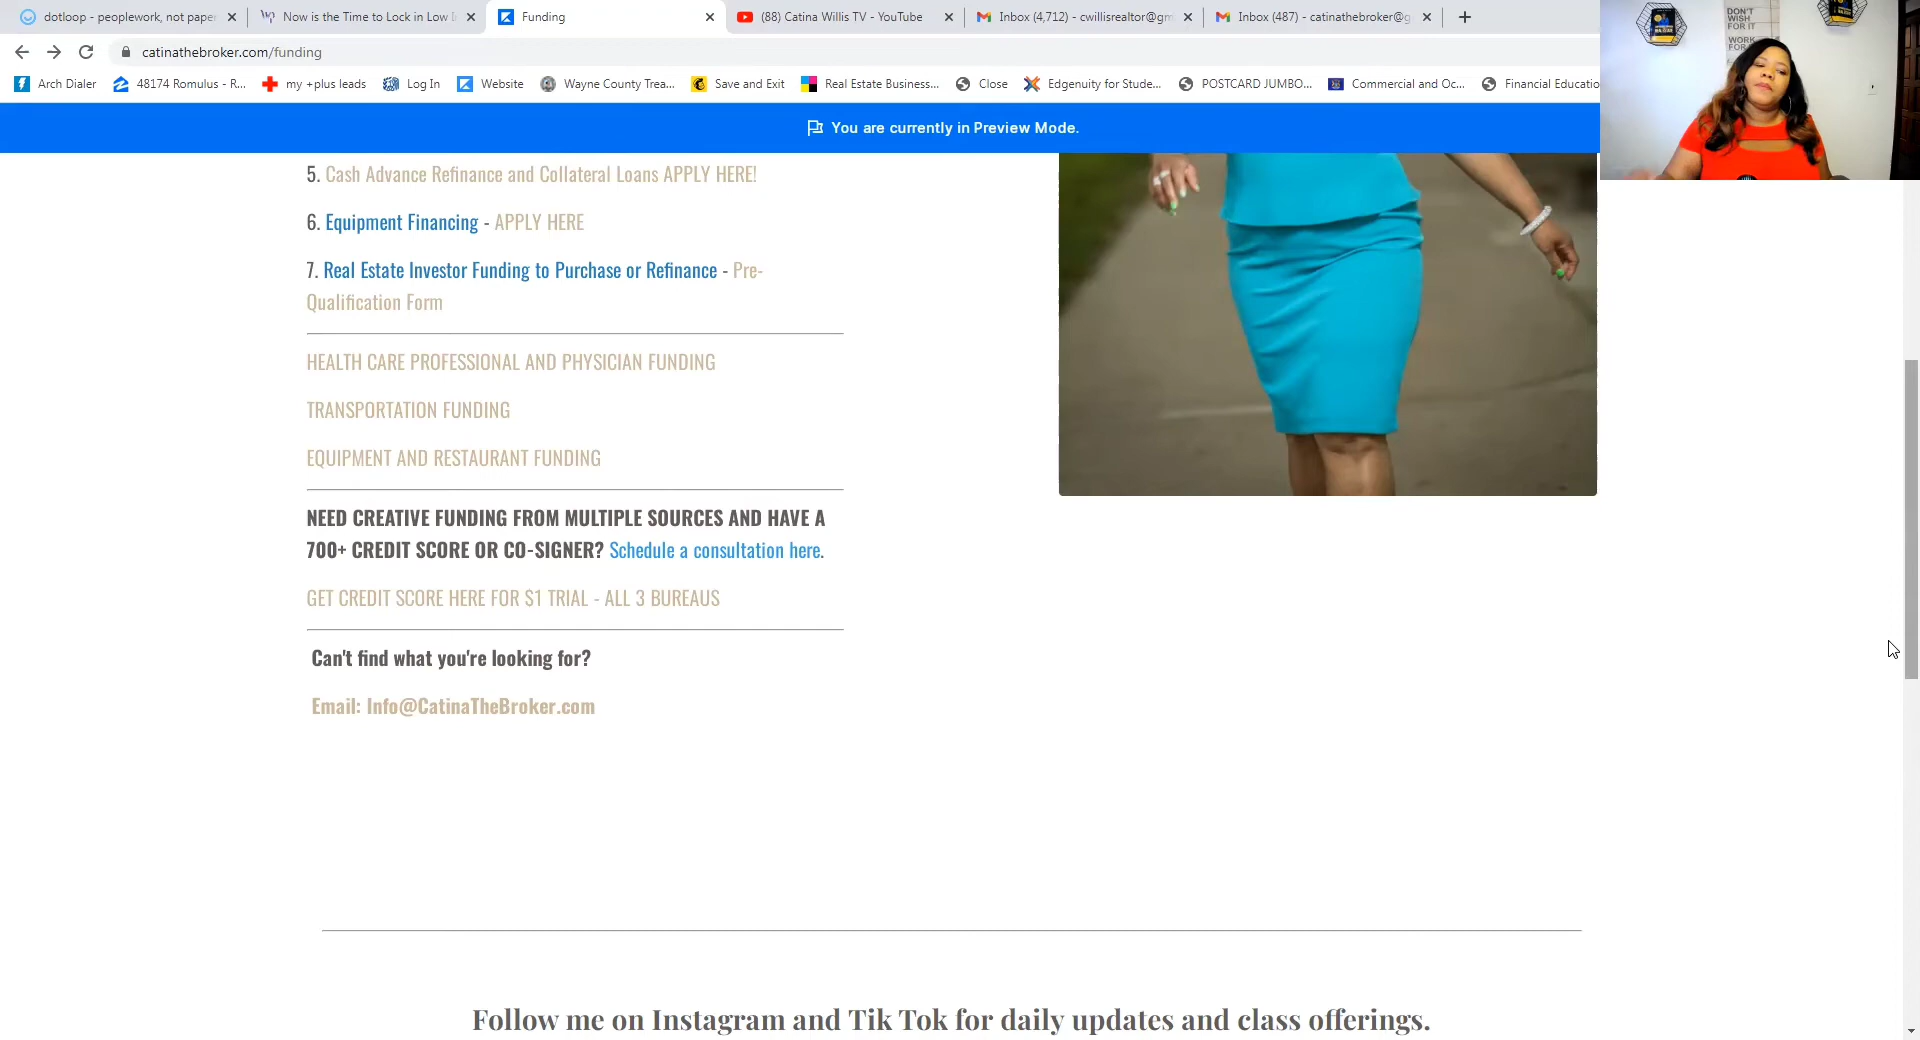 dotloop - peoplework, not paper
Now is the Time to Lock in Low I
Funding
(88) Catina Willis TV - YouTube
Inbox (4,712) - cwillisrealtor@gm
Inbox (487) - catinathebroker@g
catinathebroker.com/funding
Arch Dialer
48174 Romulus - R...
my +plus leads
Log In
Website
Wayne County Trea...
Save and Exit
Real Estate Business...
Close
Edgenuity for Stude...
POSTCARD JUMBO...
Commercial and Oc...
Financial Educatio
DON'T
WISH
FOR IT
WORK
You are currently in Preview Mode.
5. Cash Advance Refinance and Collateral Loans APPLY HERE!
6. Equipment Financing - APPLY HERE
7. Real Estate Investor Funding to Purchase or Refinance - Pre-
Qualification Form
HEALTH CARE PROFESSIONAL AND PHYSICIAN FUNDING
TRANSPORTATION FUNDING
EQUIPMENT AND RESTAURANT FUNDING
NEED CREATIVE FUNDING FROM MULTIPLE SOURCES AND HAVE A
700+ CREDIT SCORE OR CO-SIGNER? Schedule a consultation here.
GET CREDIT SCORE HERE FOR $1 TRIAL - ALL 3 BUREAUS
Can't find what you're looking for?
Email: Info@CatinaTheBroker.com
Follow me on Instagram and Tik Tok for daily updates and class offerings.